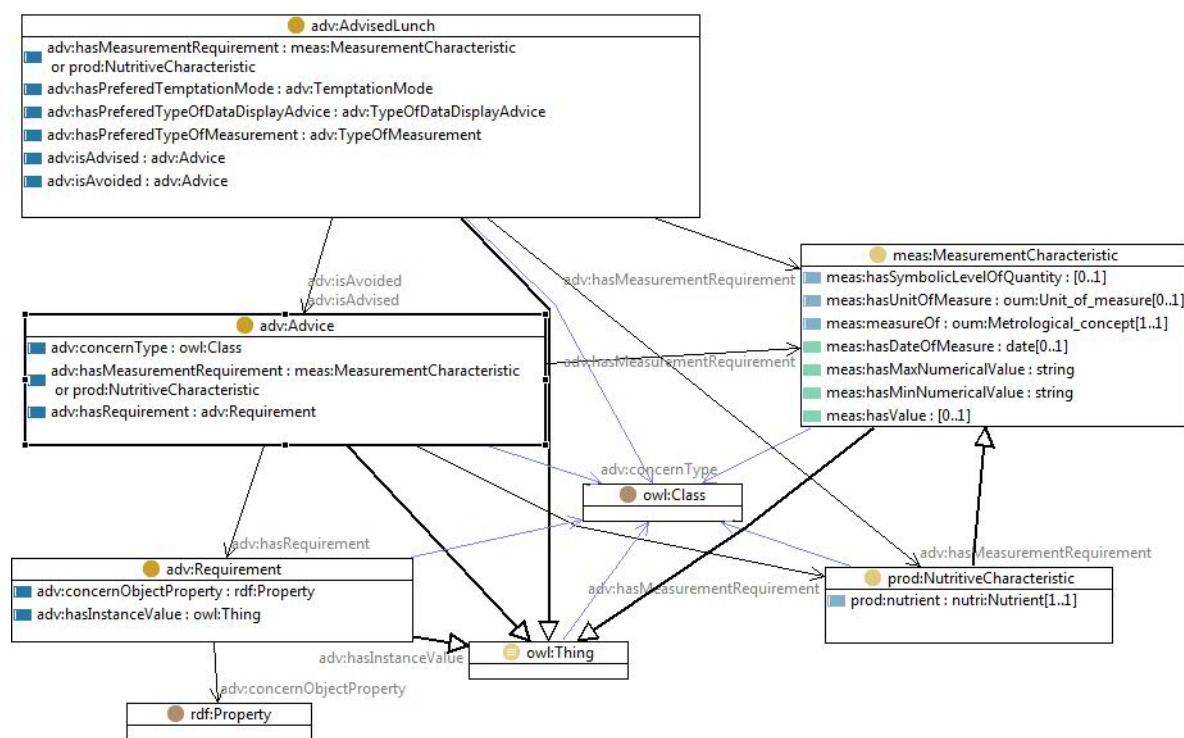 adv:AdvisedLunch
adv:hasMeasurementRequirement : meas:MeasurementCharacteristic
or prod:NutritiveCharacteristic
adv:hasPreferedTemptationMode : adv:TemptationMode
adv:hasPreferedTypeOfDataDisplayAdvice : adv:TypeOfDataDisplayAdvice
adv:hasPreferedTypeOfMeasurement : adv:TypeOfMeasurement
adv:isAdvised : adv:Advice
adv:isAvoided : adv:Advice
adv:isAvoided
adv:isAdvised
adv:hasMeasurementRequirement
meas:MeasurementCharacteristic
meas:hasSymbolicLevelOfQuantity : [0..1]
meas:hasUnitOfMeasure : oum:Unit_of_measure[0..1]
meas:measureOf : oum:Metrological_concept[1..1]
meas:hasDateOfMeasure : date[0..1]
meas:hasMaxNumericalValue : string
meas:hasMinNumericalValue : string
meas:hasValue : [0..1]
adv:Advice
adv:concernType : owl:Class
adv:hasMeasurementRequirement : meas:MeasurementCharacteristic
or prod:NutritiveCharacteristic
adv:hasRequirement : adv:Requirement
adv:hasMeasurementRequirement
adv:concernType
owl:Class
adv:hasRequirement
adv:hasMeasurementRequirement
adv:Requirement
adv:concernObjectProperty : rdf:Property
adv:hasInstanceValue : owl:Thing
adv:hasMeasurementRequirement
prod:NutritiveCharacteristic
prod:nutrient : nutri:Nutrient[1..1]
adv:hasInstanceValue
owl:Thing
adv:concernObjectProperty
rdf:Property